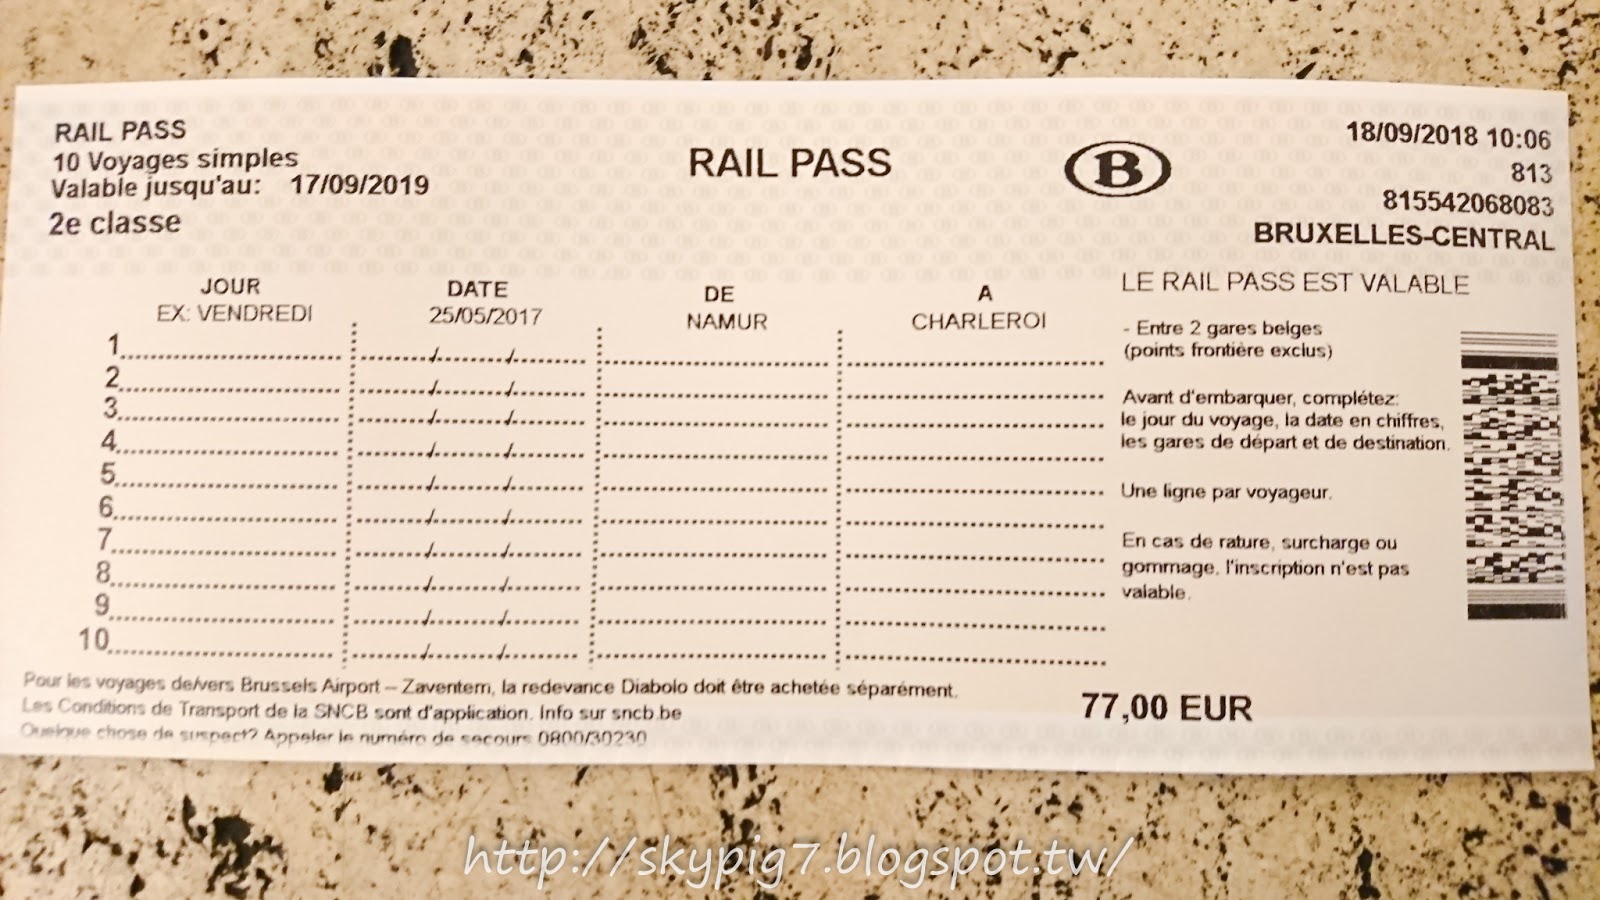 RAIL PASS
10 Voyages simples
Valable jusqu'au: 17/09/2019
2e classe
RAIL PASS
B
18/09/2018 10:06
813
815542068083
BRUXELLES-CENTRAL
JOUR DATE DE A
EX: VENDREDI 25/05/2017 NAMUR CHARLEROI
1
2
3
4
5
6
7
8
9
10
LE RAIL PASS EST VALABLE
- Entre 2 gares belges
(points frontière exclus)
Avant d'embarquer, complétez:
le jour du voyage, la date en chiffres,
les gares de départ et de destination.
Une ligne par voyageur.
En cas de rature, surcharge ou
gommage, l'inscription n'est pas
valable.
Pour les voyages de/vers Brussels Airport – Zaventem, la redevance Diabolo doit être achetée séparément.
Les Conditions de Transport de la SNCB sont d'application. Info sur sncb.be
Quelque chose de suspect? Appeler le numéro de secours 0800/30230
77,00 EUR
http://skypig7.blogspot.tw/